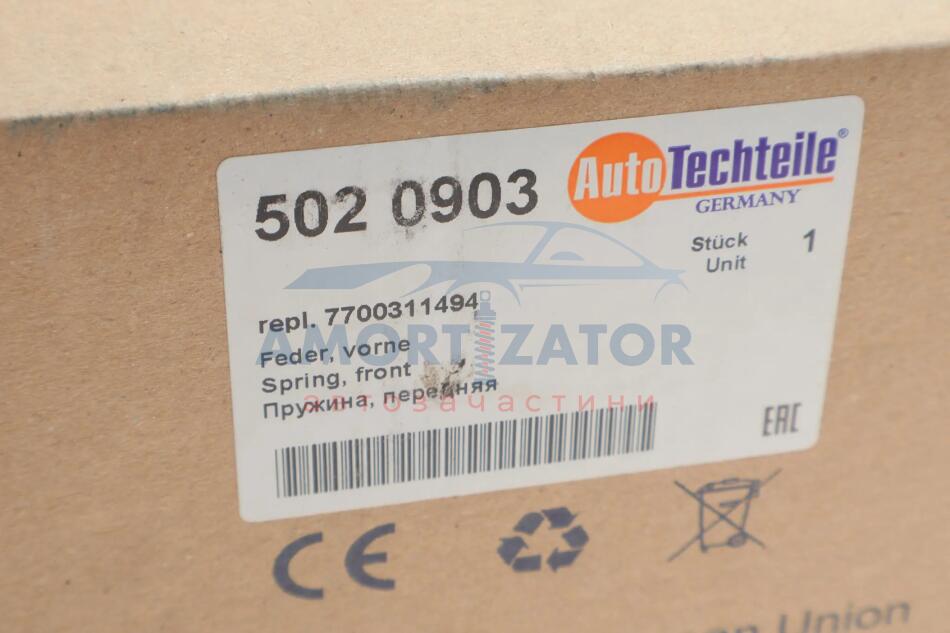 502 0903
AutoTechteile®
GERMANY
Stück 1
Unit
repl. 7700311494
Feder, vorne
Spring, front
Пружина, передняя
AMORTIZATOR
автозачастини
EAC
CE
Union